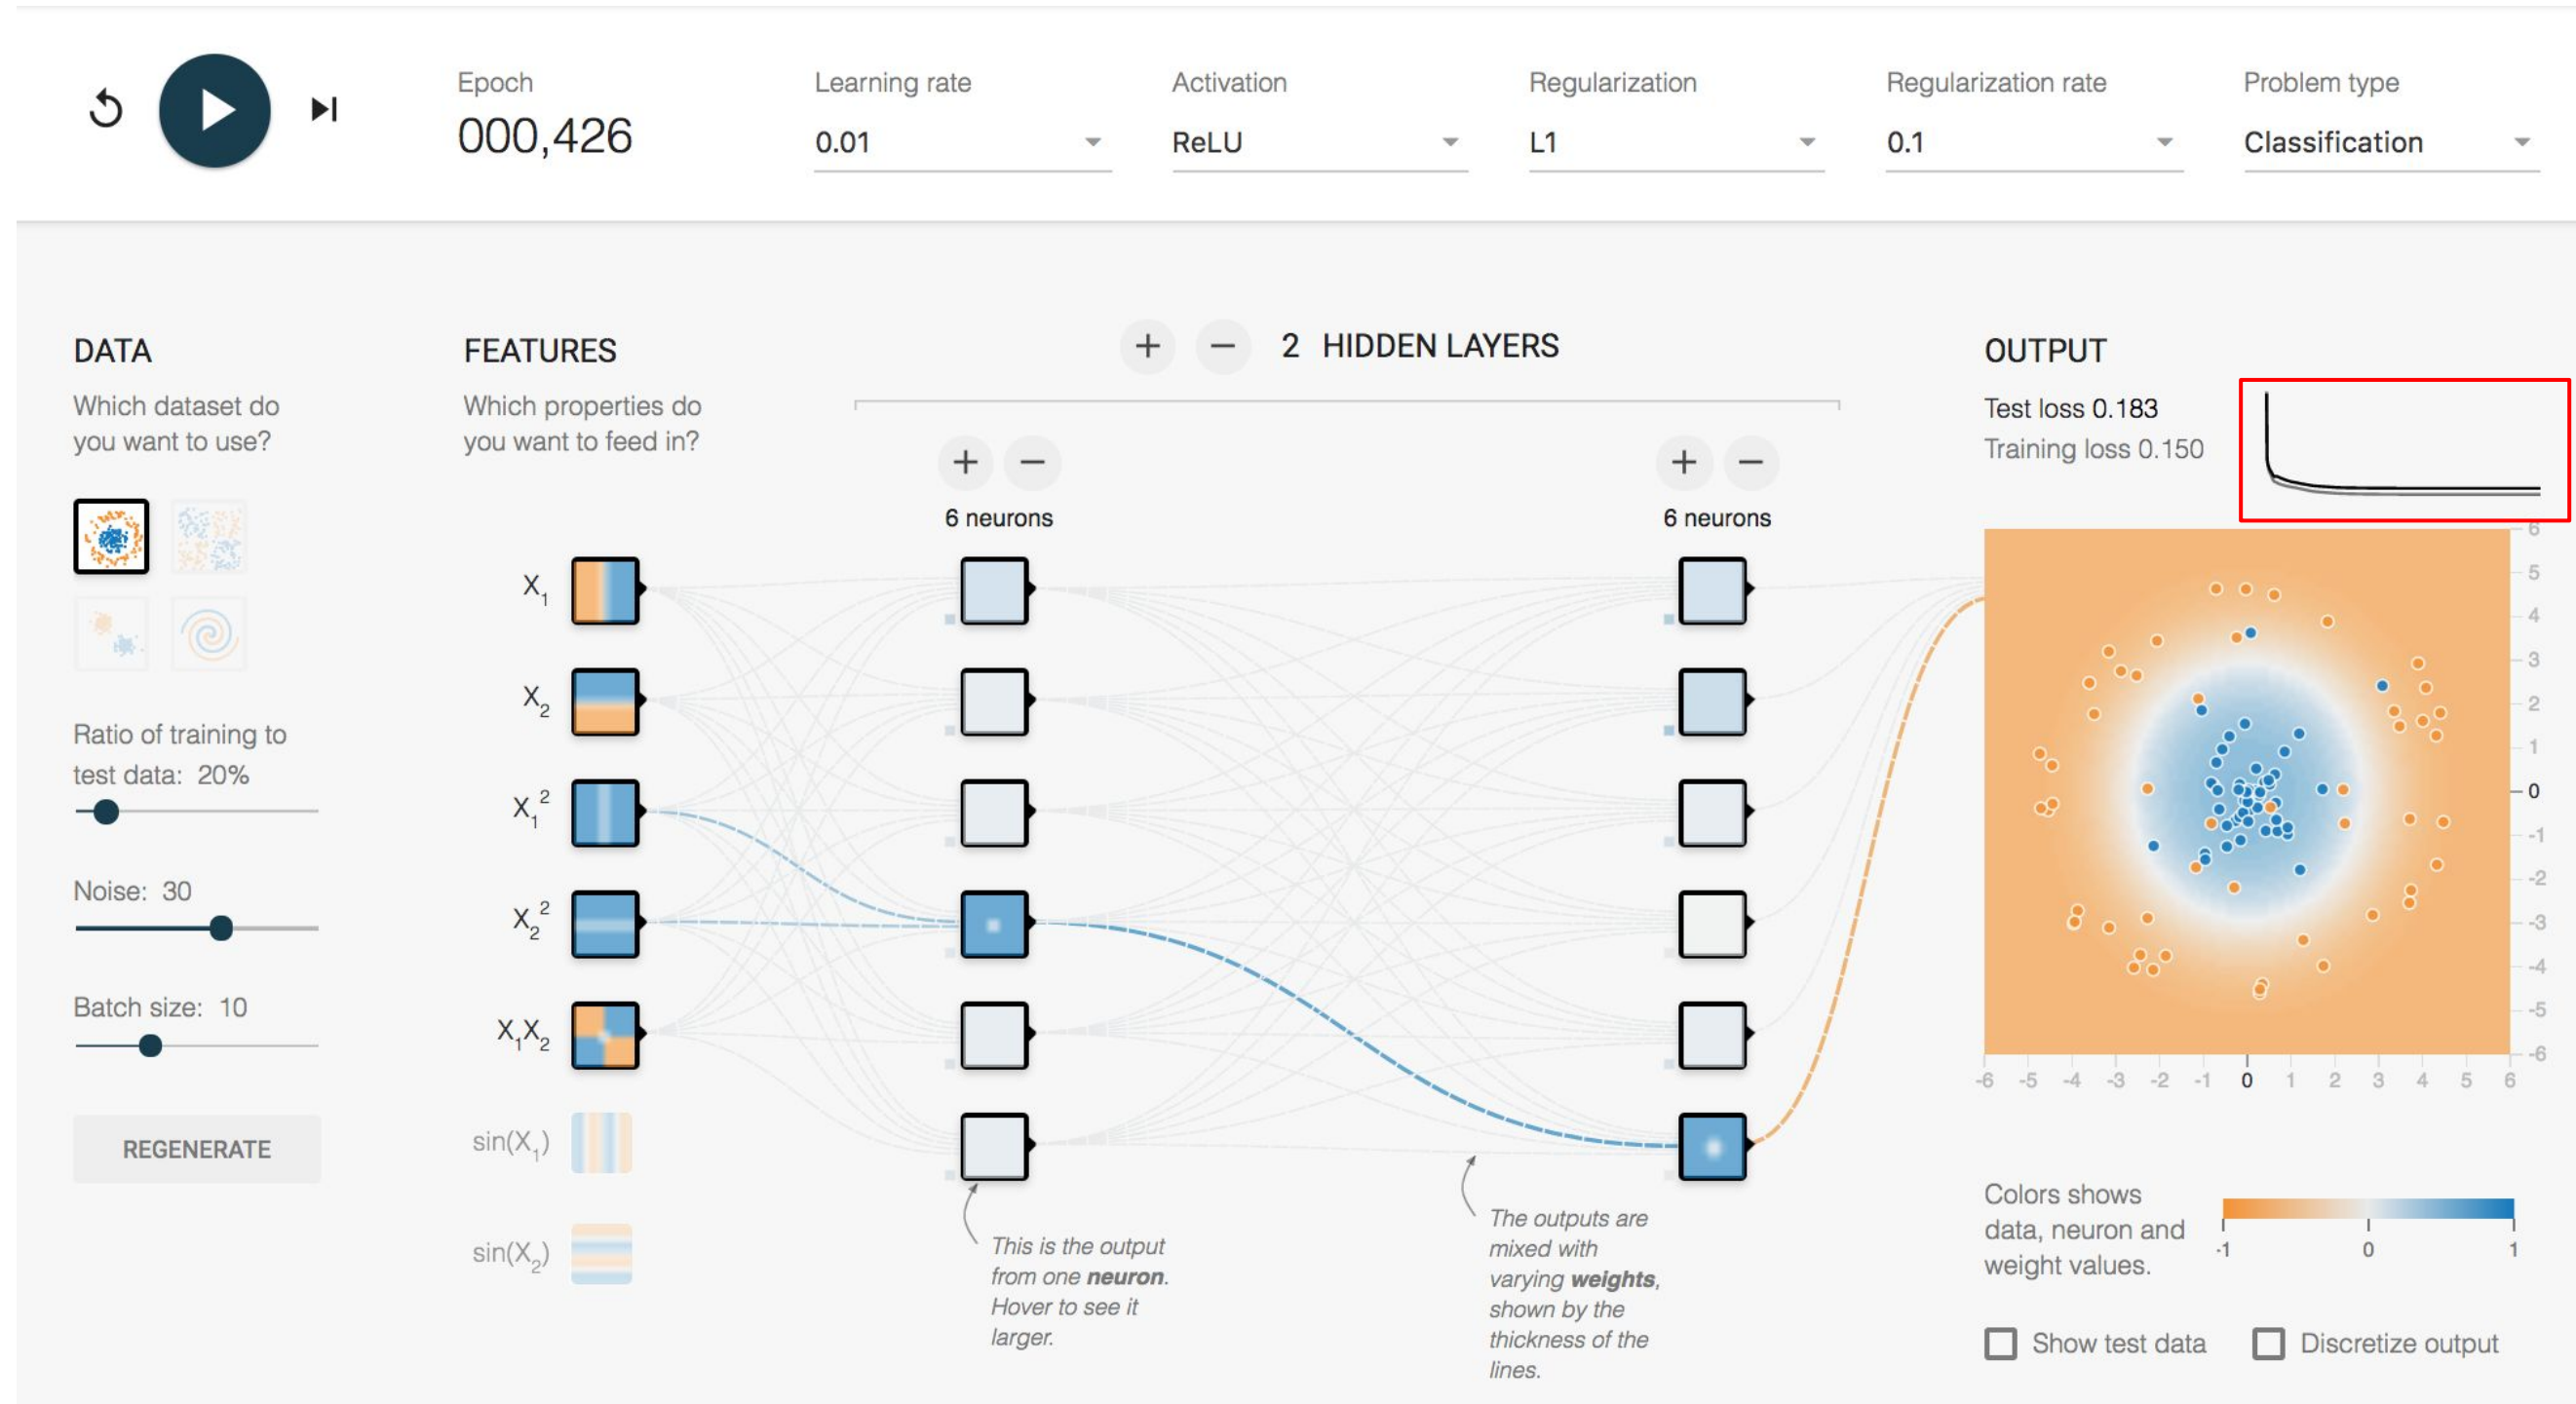 Epoch
000,426
Learning rate
0.01
Activation
ReLU
Regularization
L1
Regularization rate
0.1
Problem type
Classification
DATA
Which dataset do
you want to use?
Ratio of training to
test data: 20%
Noise: 30
Batch size: 10
REGENERATE
FEATURES
Which properties do
you want to feed in?
X₁
X₂
X₁²
X₂²
X₁X₂
sin(X₁)
sin(X₂)
+ − 2 HIDDEN LAYERS
+ −
6 neurons
+ −
6 neurons
This is the output
from one neuron.
Hover to see it
larger.
The outputs are
mixed with
varying weights,
shown by the
thickness of the
lines.
OUTPUT
Test loss 0.183
Training loss 0.150
6
5
4
3
2
1
0
-1
-2
-3
-4
-5
-6
-6 -5 -4 -3 -2 -1 0 1 2 3 4 5 6
Colors shows
data, neuron and
weight values.
-1 0 1
Show test data
Discretize output